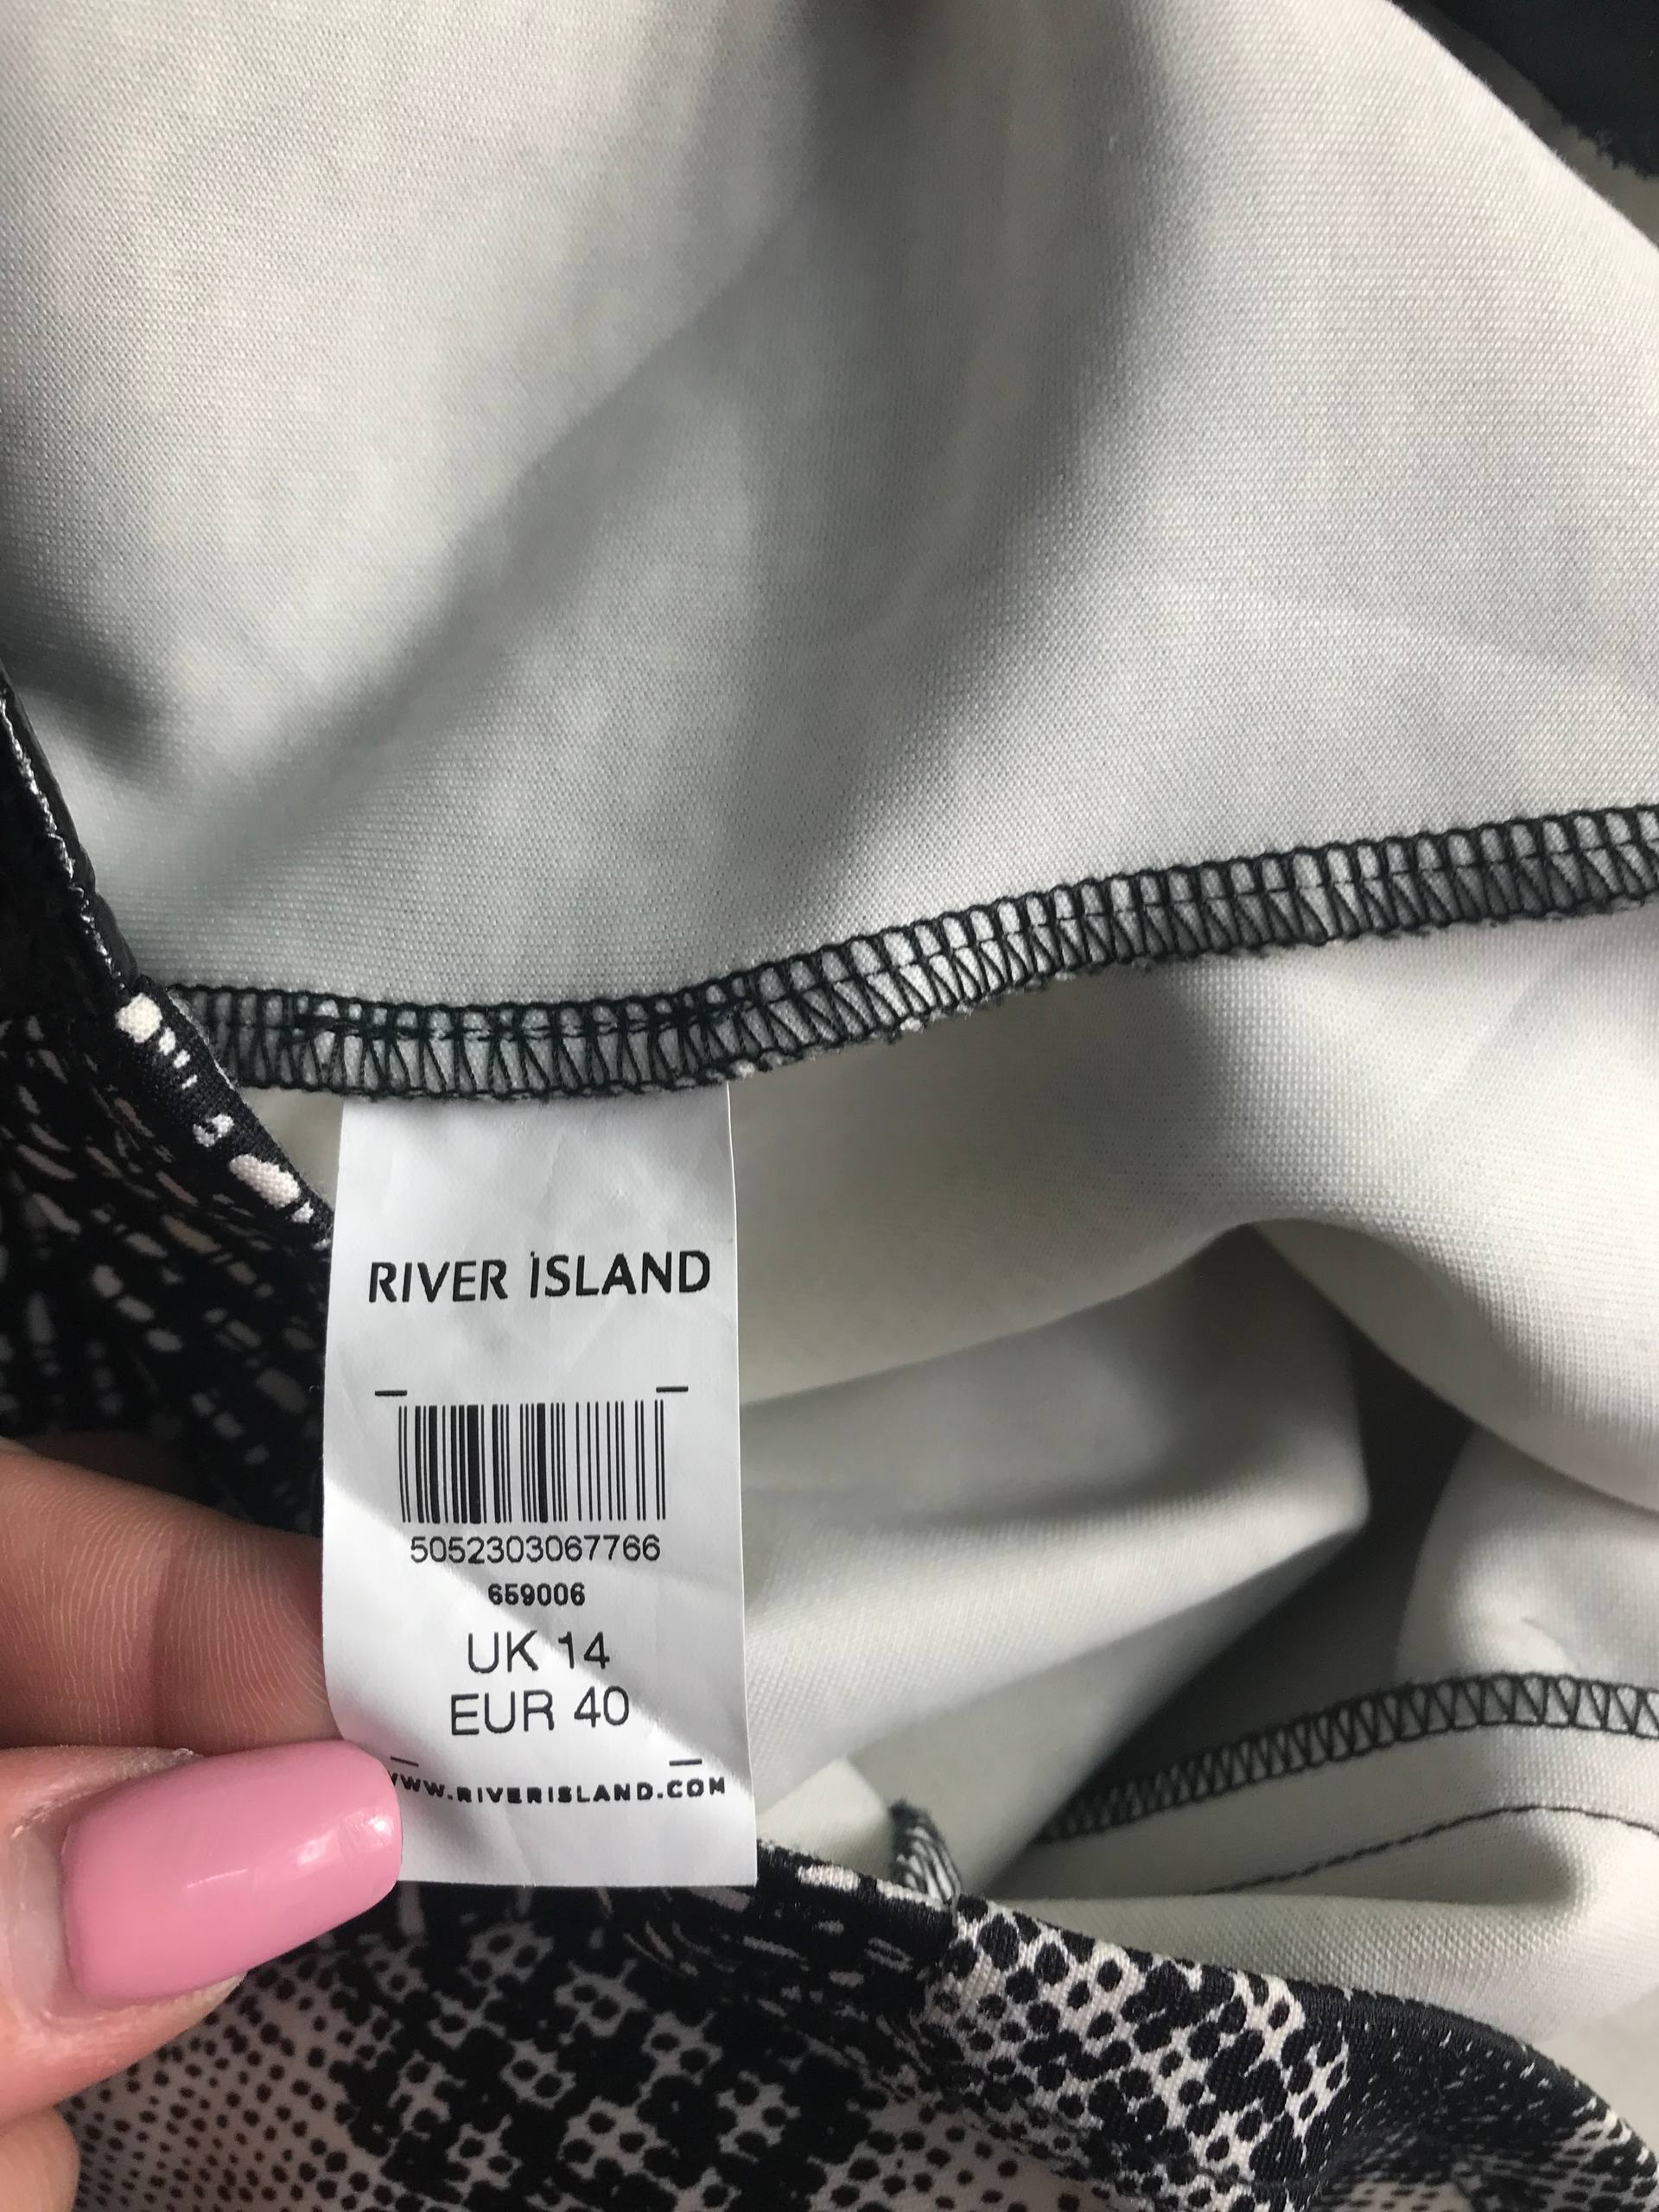 RIVER ISLAND
5052303067766
659006
UK 14
EUR 40
WWW.RIVERISLAND.COM